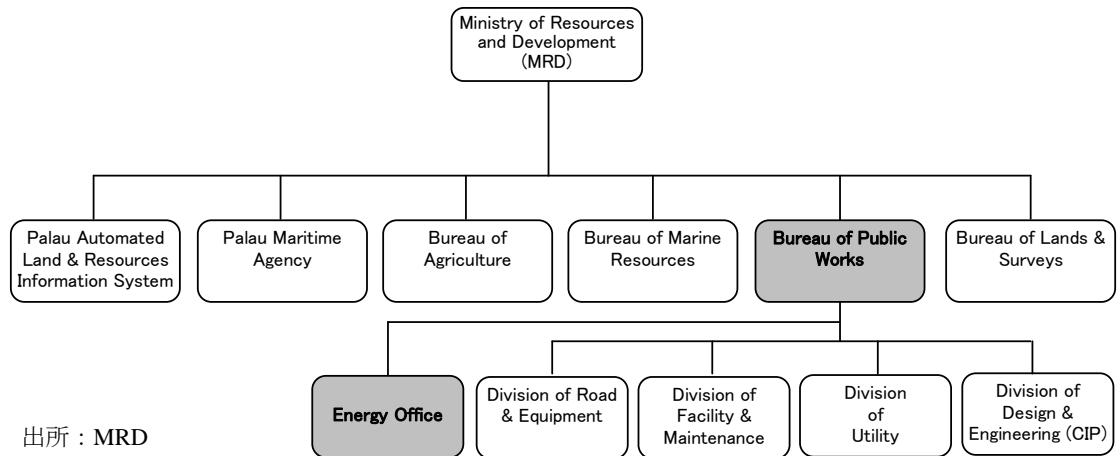 Ministry of Resources
and Development
(MRD)
Palau Automated
Land & Resources
Information System
Palau Maritime
Agency
Bureau of
Agriculture
Bureau of Marine
Resources
Bureau of Public
Works
Bureau of Lands &
Surveys
Energy Office
Division of Road
& Equipment
Division of
Facility &
Maintenance
Division
of
Utility
Division of
Design &
Engineering (CIP)
出所：MRD